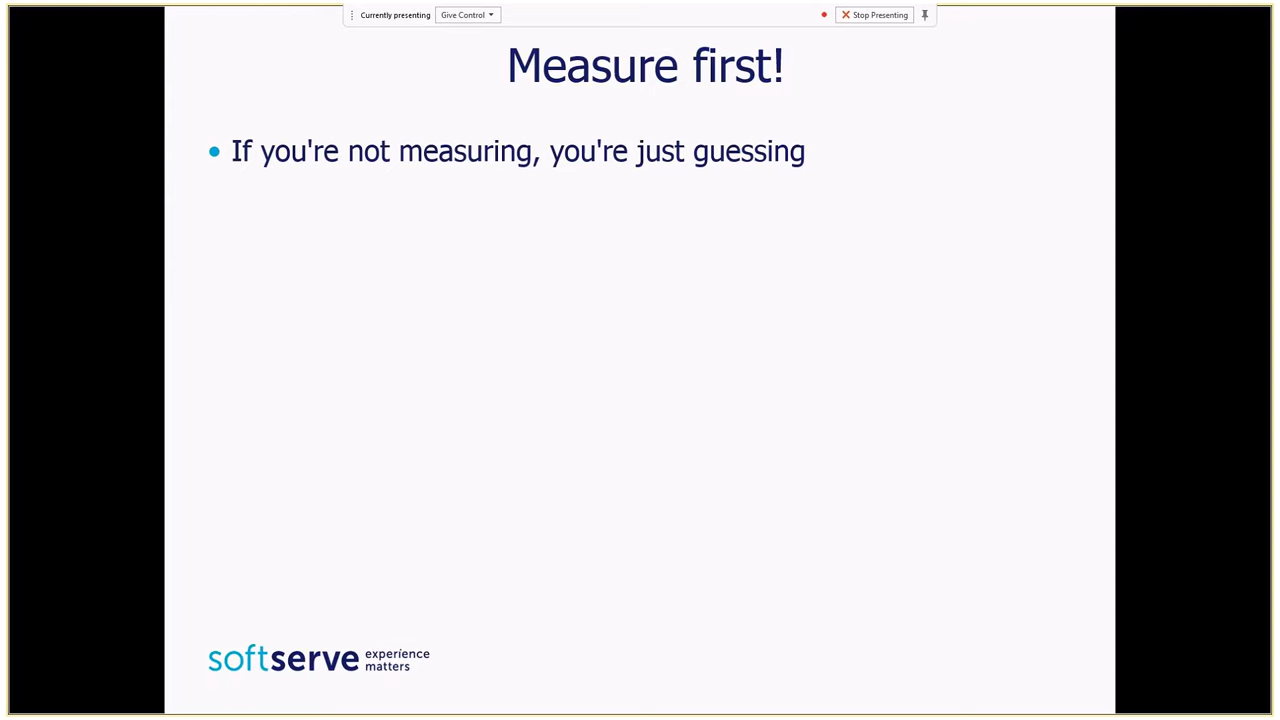 Currently presenting Give Control Stop Presenting
Measure first!
If you're not measuring, you're just guessing
softserve experience
matters